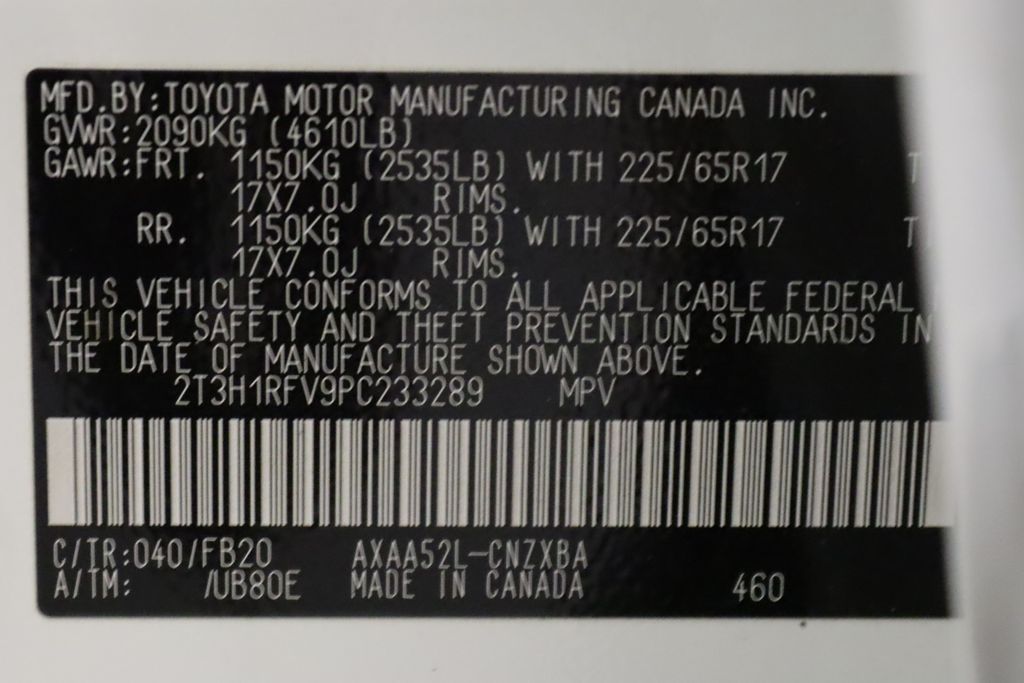 MFD.BY:TOYOTA MOTOR MANUFACTURING CANADA INC.
GVWR:2090KG (4610LB)
GAWR:FRT. 1150KG (2535LB) WITH 225/65R17
17X7.0J RIMS.
RR. 1150KG (2535LB) WITH 225/65R17
17X7.0J RIMS.
THIS VEHICLE CONFORMS TO ALL APPLICABLE FEDERAL
VEHICLE SAFETY AND THEFT PREVENTION STANDARDS IN
THE DATE OF MANUFACTURE SHOWN ABOVE.
2T3H1RFV9PC233289 MPV
C/TR:040/FB20 AXAA52L-CNZXBA
A/TM: /UB80E MADE IN CANADA 460